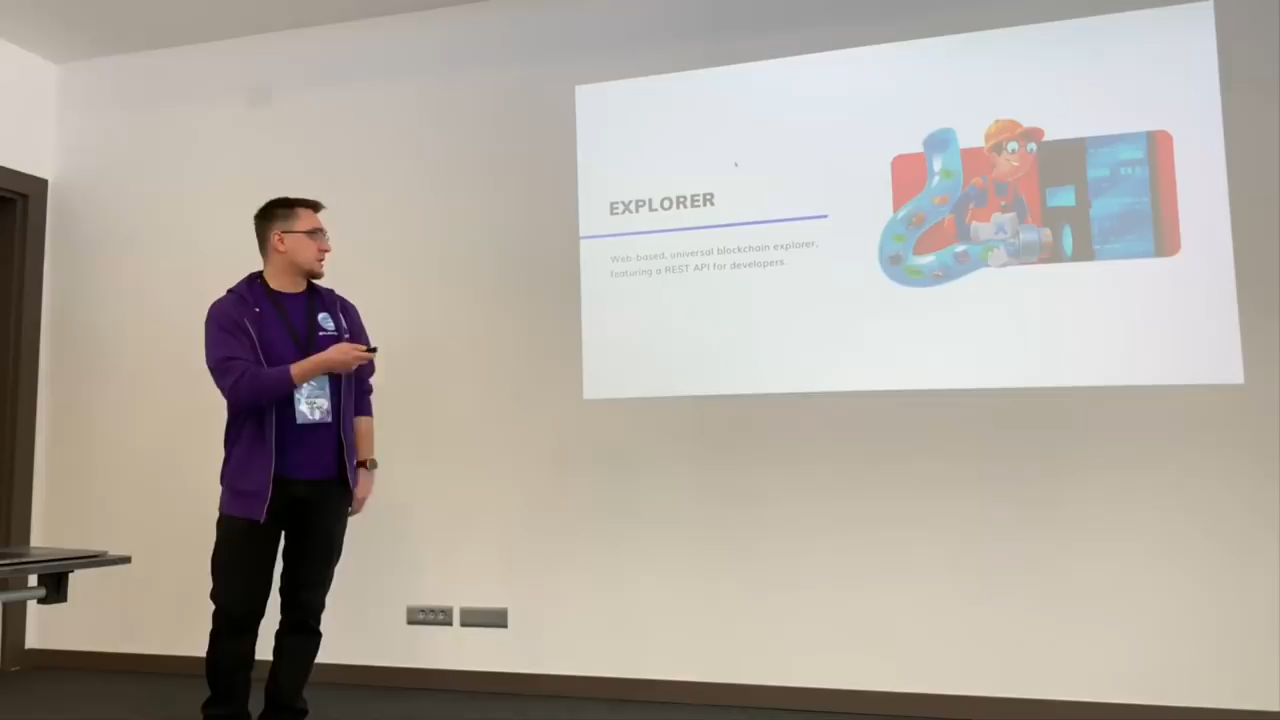 EXPLORER
Web-based, universal blockchain explorer,
featuring a REST API for developers.